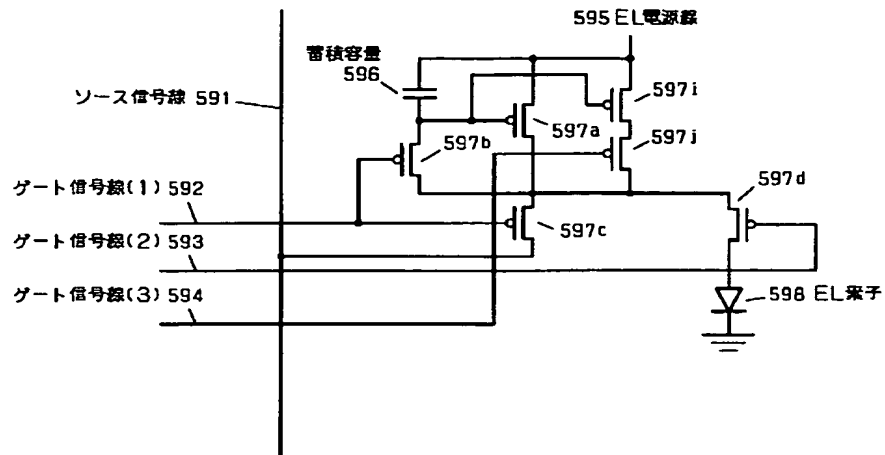 595 EL電源線
蓄積容量
596
597i
ソース信号線 591
597a
597j
597b
597d
ゲート信号線(1) 592
597c
ゲート信号線(2) 593
ゲート信号線(3) 594
598 EL素子